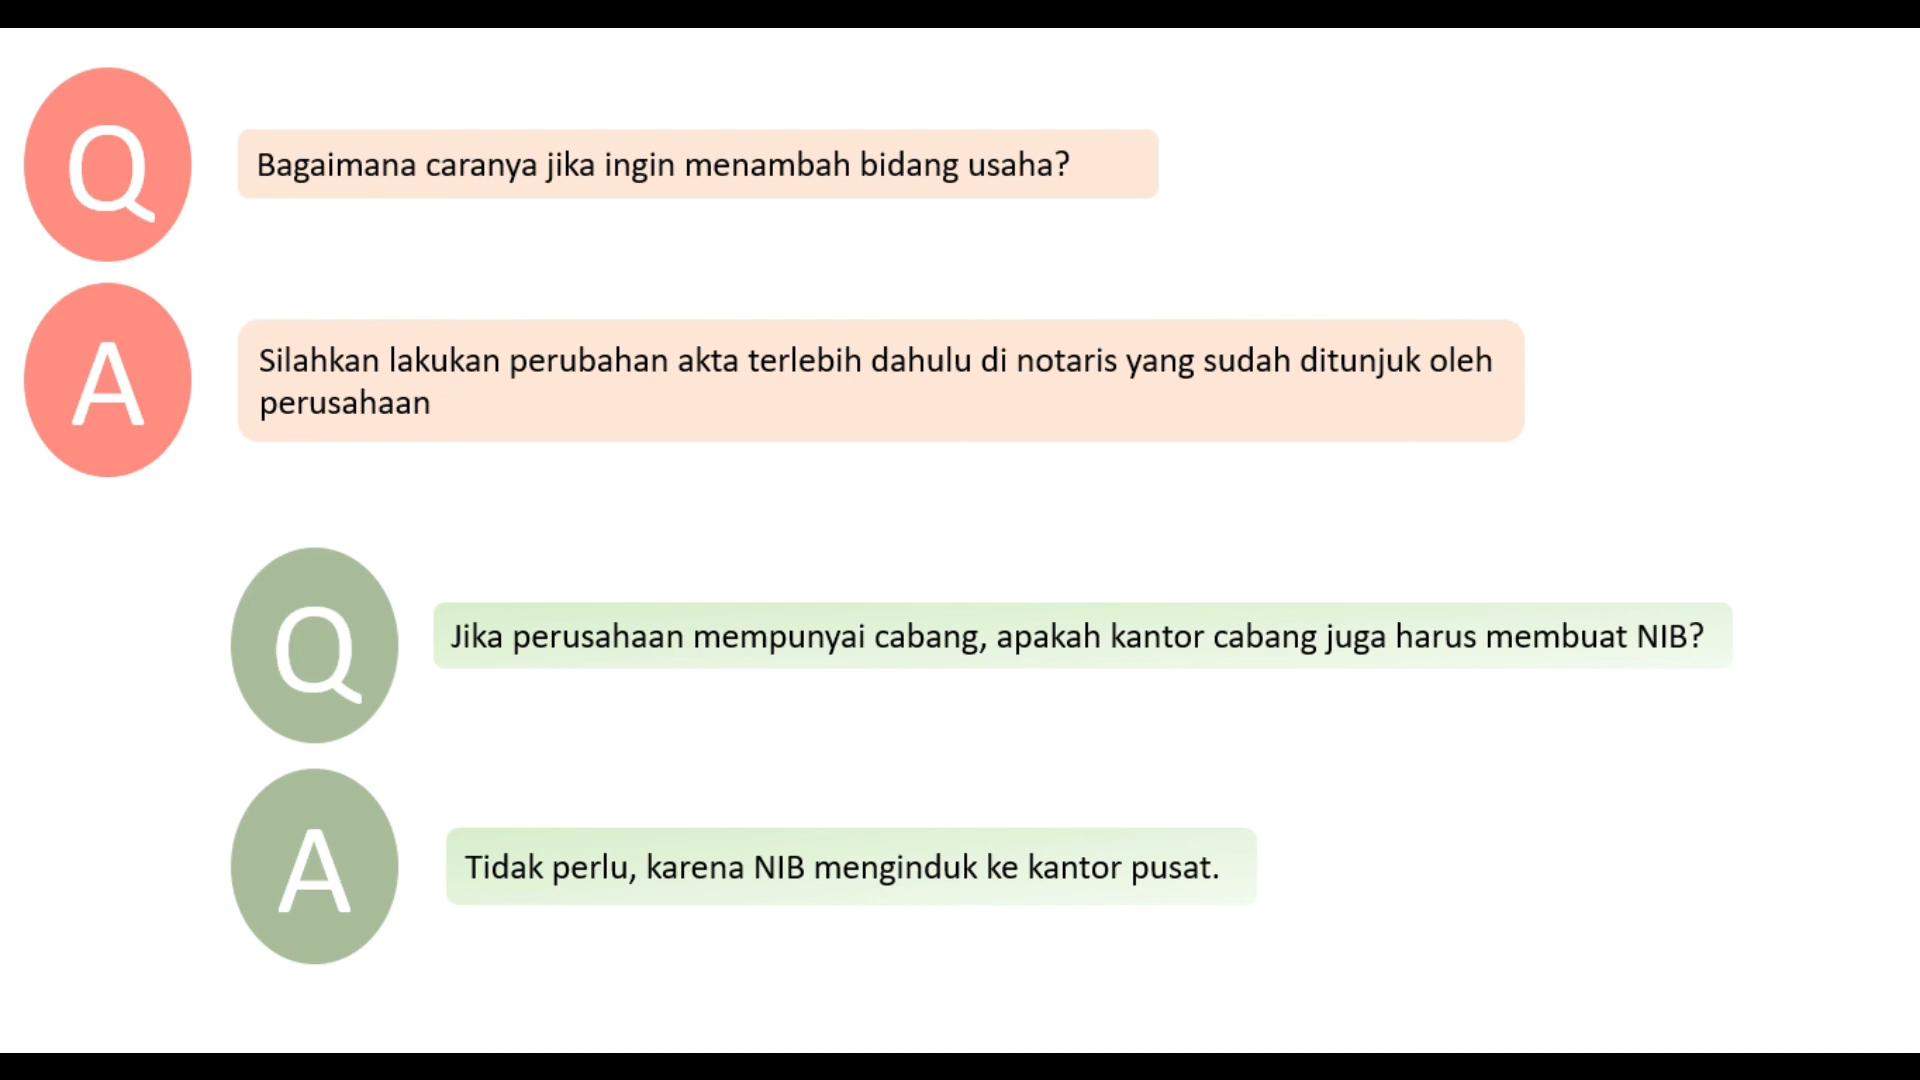 Q
Bagaimana caranya jika ingin menambah bidang usaha?
A
Silahkan lakukan perubahan akta terlebih dahulu di notaris yang sudah ditunjuk oleh
perusahaan
Q
Jika perusahaan mempunyai cabang, apakah kantor cabang juga harus membuat NIB?
A
Tidak perlu, karena NIB menginduk ke kantor pusat.